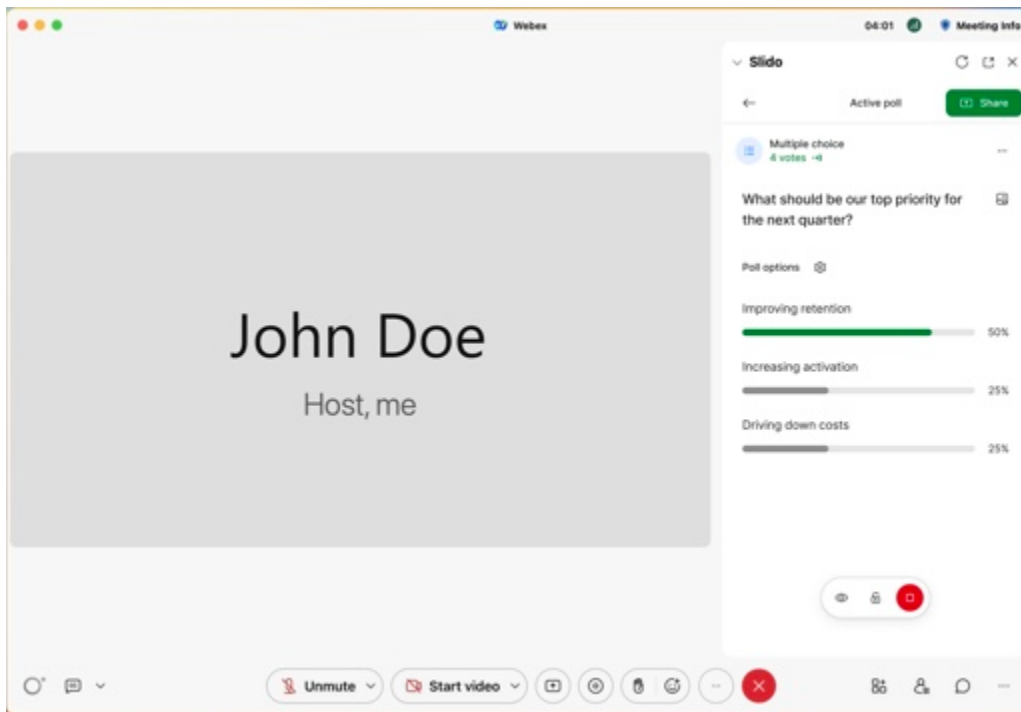 Webex
04:01
Meeting Info
Slido
Active poll
Share
Multiple choice
4 votes
What should be our top priority for
the next quarter?
Poll options
Improving retention
50%
Increasing activation
25%
Driving down costs
25%
John Doe
Host, me
Unmute
Start video